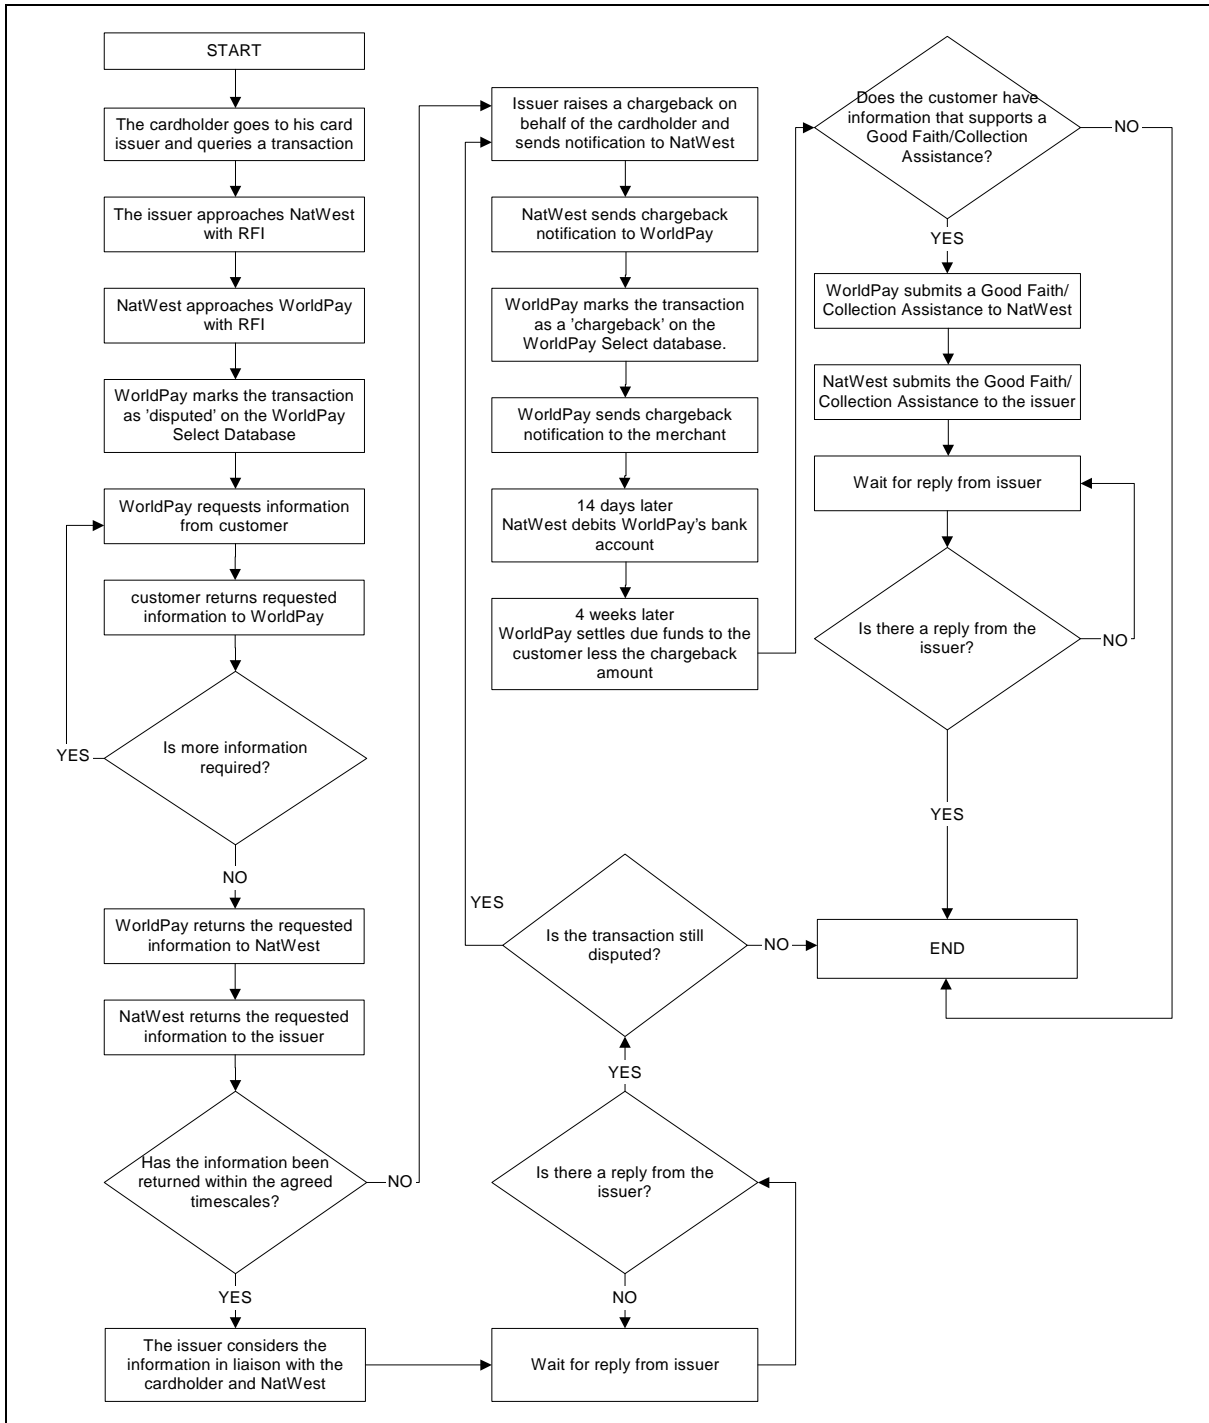 START
The cardholder goes to his card
issuer and queries a transaction
The issuer approaches NatWest
with RFI
NatWest approaches WorldPay
with RFI
WorldPay marks the transaction
as 'disputed' on the WorldPay
Select Database
WorldPay requests information
from customer
customer returns requested
information to WorldPay
Is more information
required?
YES
NO
WorldPay returns the requested
information to NatWest
NatWest returns the requested
information to the issuer
Has the information been
returned within the agreed
timescales?
NO
YES
The issuer considers the
information in liaison with the
cardholder and NatWest
Issuer raises a chargeback on
behalf of the cardholder and
sends notification to NatWest
NatWest sends chargeback
notification to WorldPay
WorldPay marks the transaction
as a 'chargeback' on the
WorldPay Select database.
WorldPay sends chargeback
notification to the merchant
14 days later
NatWest debits WorldPay's bank
account
4 weeks later
WorldPay settles due funds to the
customer less the chargeback
amount
YES
Is the transaction still
disputed?
NO
YES
Is there a reply from the
issuer?
NO
Wait for reply from issuer
Does the customer have
information that supports a
Good Faith/Collection
Assistance?
NO
YES
WorldPay submits a Good Faith/
Collection Assistance to NatWest
NatWest submits the Good Faith/
Collection Assistance to the issuer
Wait for reply from issuer
Is there a reply from the
issuer?
NO
YES
END